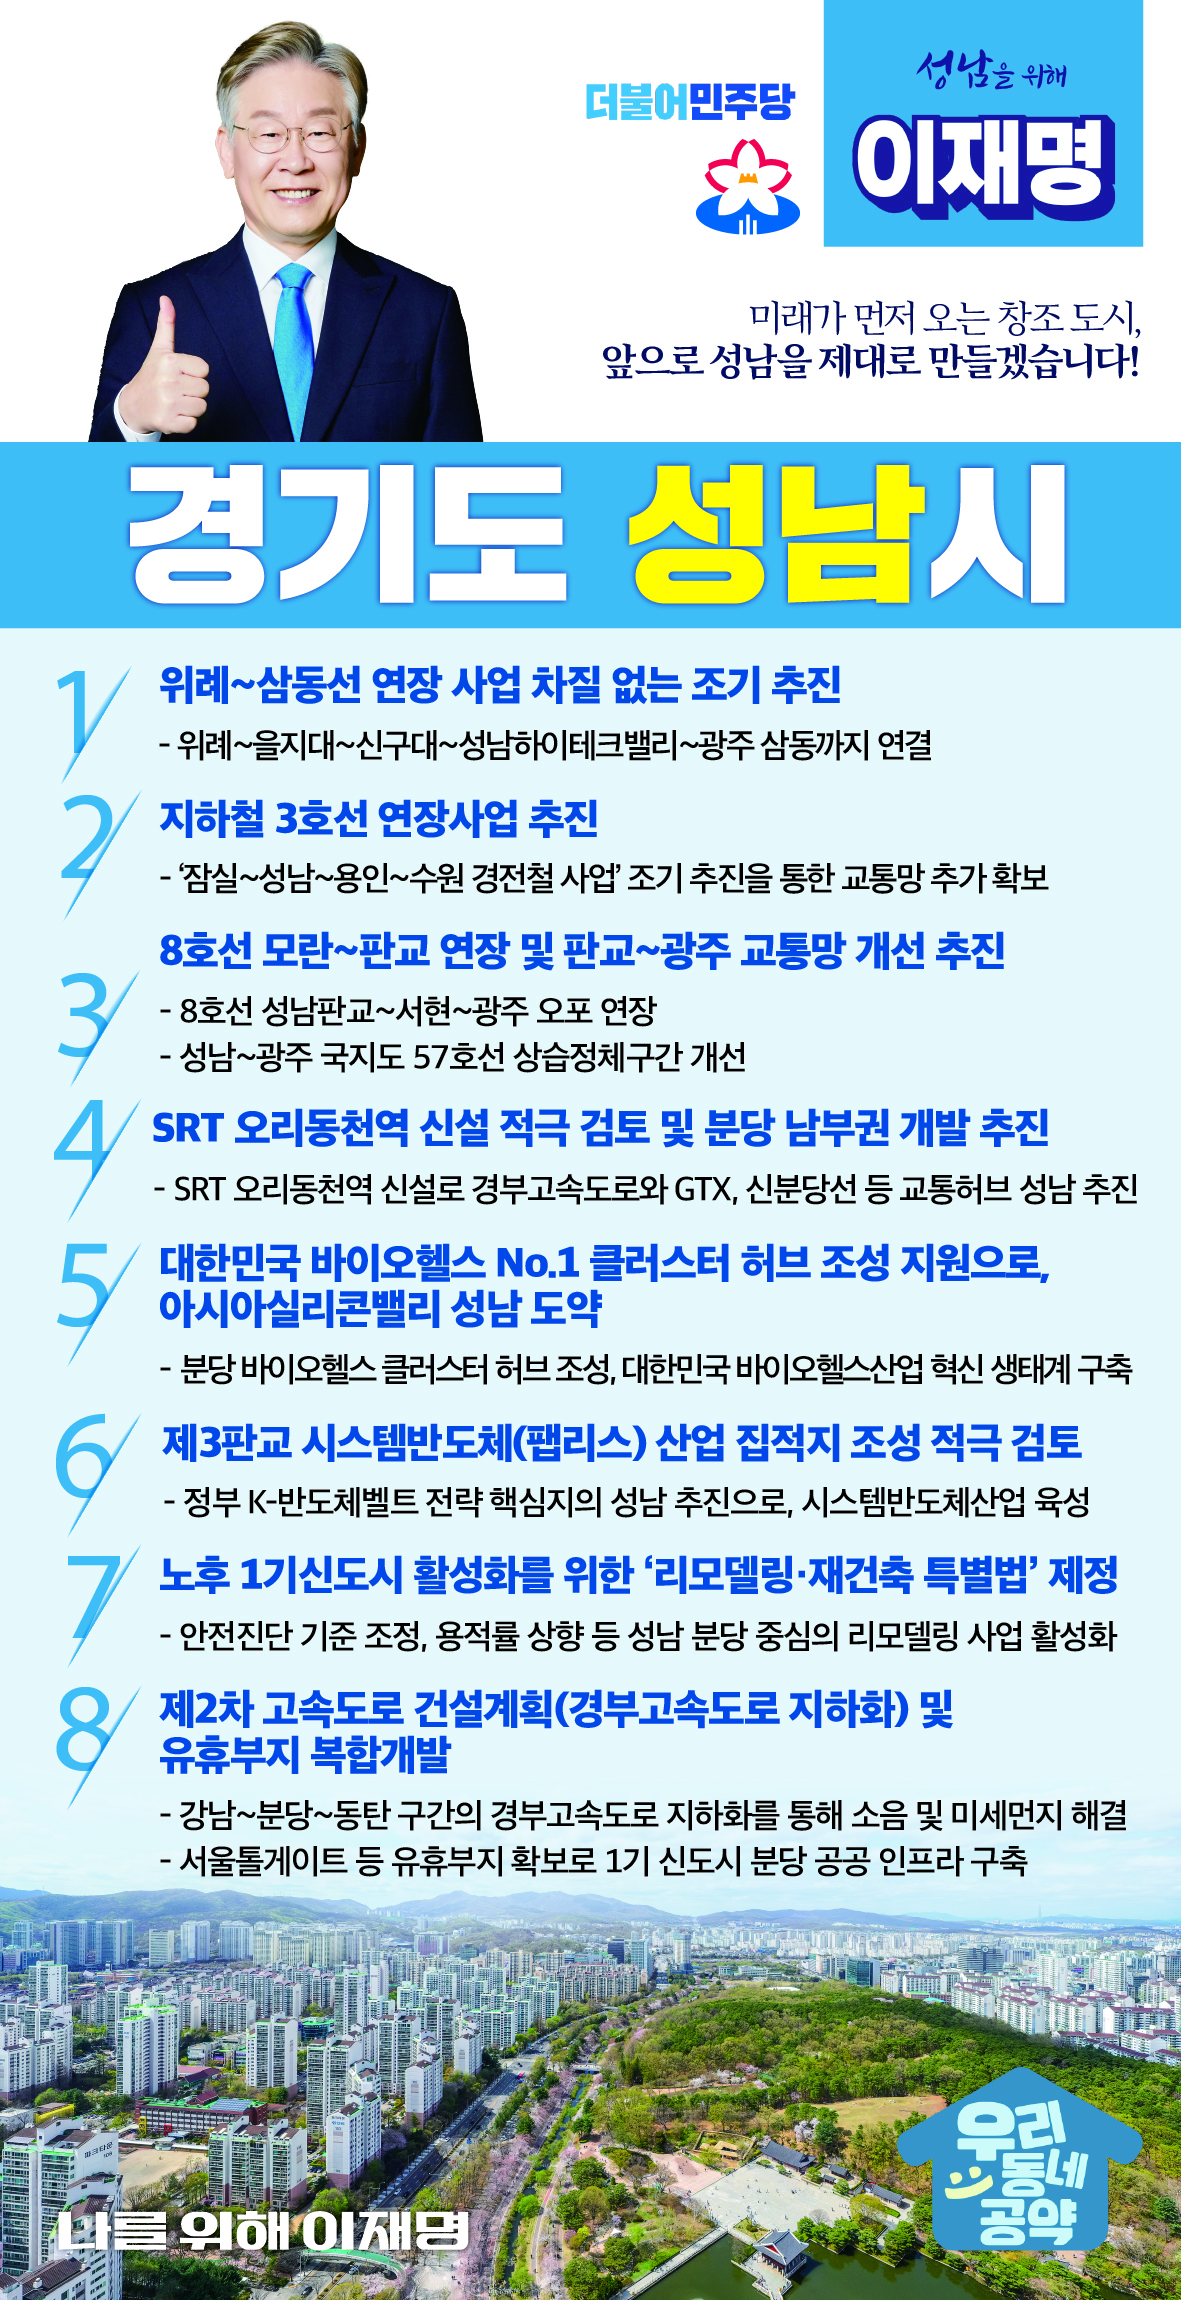 더불어민주당
성남을 위해
이재명
미래가 먼저 오는 창조 도시,
앞으로 성남을 제대로 만들겠습니다!
경기도 성남시
1 위례~삼동선 연장 사업 차질 없는 조기 추진
- 위례~을지대~신구대~성남하이테크밸리~광주 삼동까지 연결
2 지하철 3호선 연장사업 추진
- ‘잠실~성남~용인~수원 경전철 사업’ 조기 추진을 통한 교통망 추가 확보
3 8호선 모란~판교 연장 및 판교~광주 교통망 개선 추진
- 8호선 성남판교~서현~광주 오포 연장
- 성남~광주 국지도 57호선 상습정체구간 개선
4 SRT 오리동천역 신설 적극 검토 및 분당 남부권 개발 추진
- SRT 오리동천역 신설로 경부고속도로와 GTX, 신분당선 등 교통허브 성남 추진
5 대한민국 바이오헬스 No.1 클러스터 허브 조성 지원으로,
아시아실리콘밸리 성남 도약
- 분당 바이오헬스 클러스터 허브 조성, 대한민국 바이오헬스산업 혁신 생태계 구축
6 제3판교 시스템반도체(팹리스) 산업 집적지 조성 적극 검토
- 정부 K-반도체벨트 전략 핵심지의 성남 추진으로, 시스템반도체산업 육성
7 노후 1기신도시 활성화를 위한 ‘리모델링·재건축 특별법’ 제정
- 안전진단 기준 조정, 용적률 상향 등 성남 분당 중심의 리모델링 사업 활성화
8 제2차 고속도로 건설계획(경부고속도로 지하화) 및
유휴부지 복합개발
- 강남~분당~동탄 구간의 경부고속도로 지하화를 통해 소음 및 미세먼지 해결
- 서울톨게이트 등 유휴부지 확보로 1기 신도시 분당 공공 인프라 구축
파크타운
나를 위해 이재명
우리
동네
공약